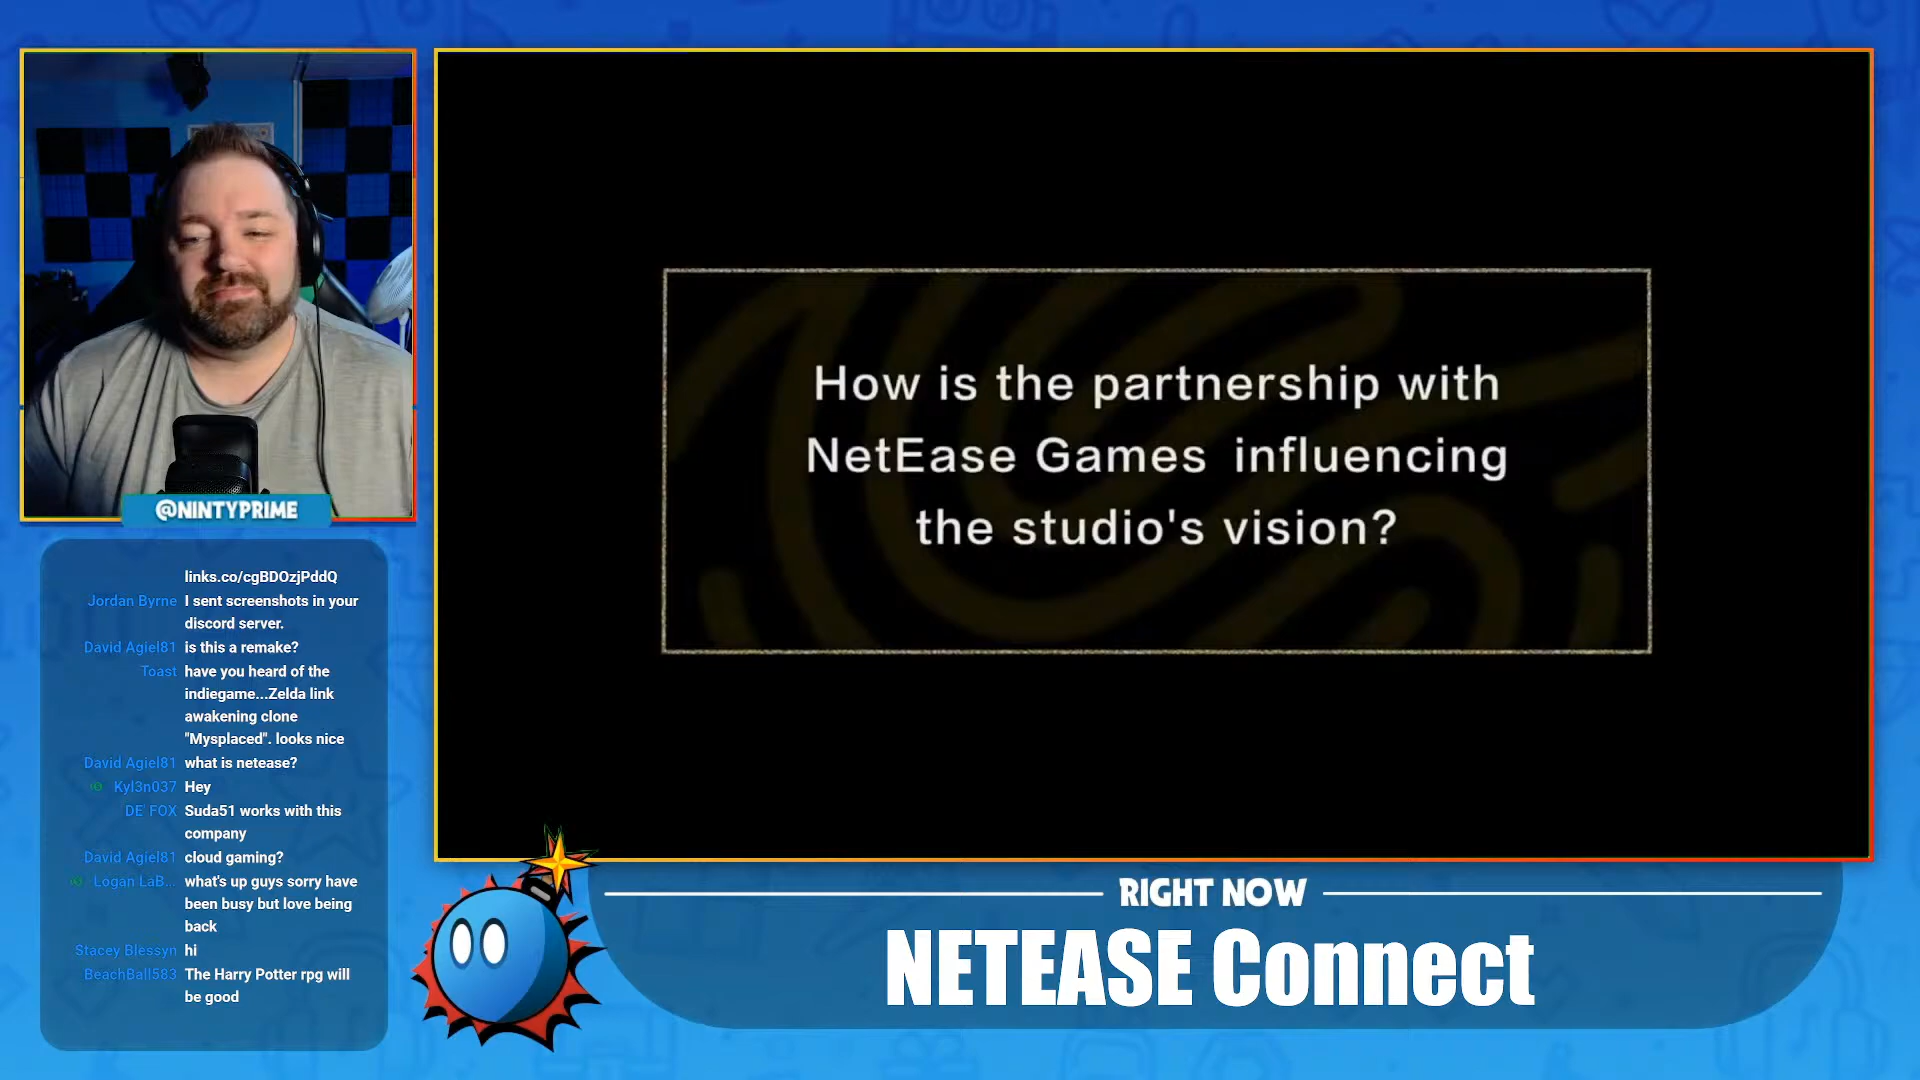 How is the partnership with
NetEase Games influencing
the studio's vision?
@NINTYPRIME
links.co/cgBDOzjPddQ
Jordan Byrne I sent screenshots in your
discord server.
David Agiel81 is this a remake?
Toast have you heard of the
indiegame...Zelda link
awakening clone
"Mysplaced". looks nice
David Agiel81 what is netease?
Kyl3n037 Hey
DE' FOX Suda51 works with this
company
David Agiel81 cloud gaming?
Logan LaB... what's up guys sorry have
been busy but love being
back
Stacey Blessyn hi
BeachBall583 The Harry Potter rpg will
be good
RIGHT NOW
NETEASE Connect